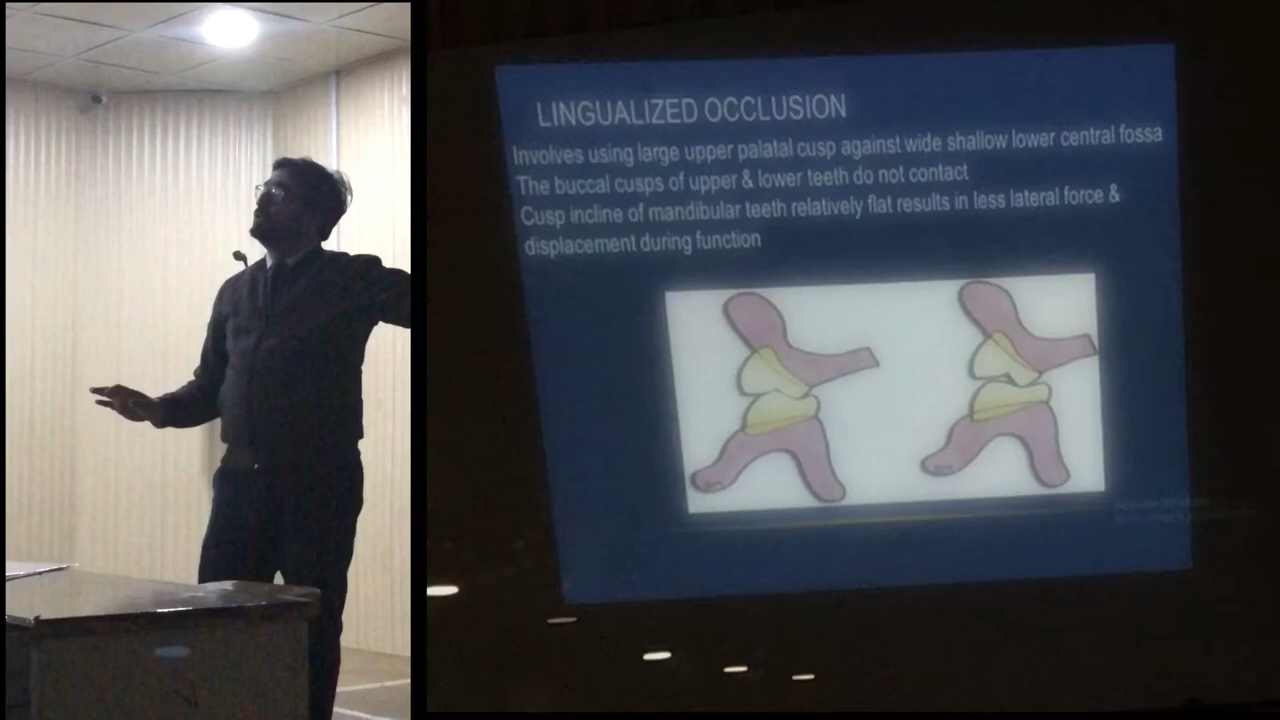 LINGUALIZED OCCLUSION
Involves using large upper palatal cusp against wide shallow lower central fossa
The buccal cusps of upper & lower teeth do not contact
Cusp incline of mandibular teeth relatively flat results in less lateral force &
displacement during function